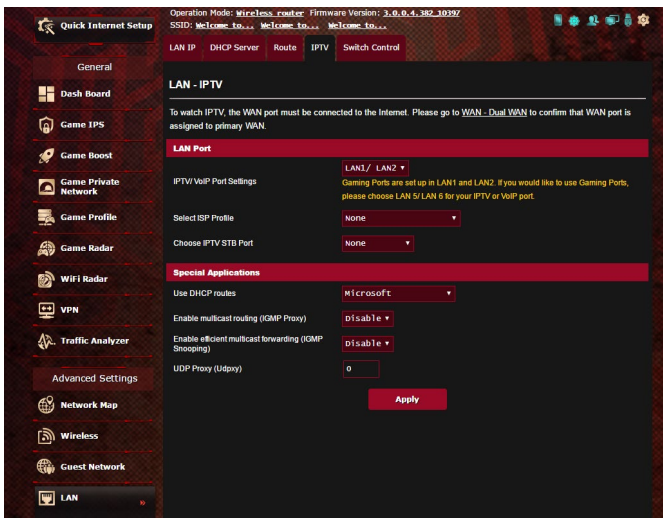 Operation Mode: Wireless router Firmware Version: 3.0.0.4.382_10397
Quick Internet Setup
SSID: Welcome to... Welcome to... Welcome to...
LAN IP DHCP Server Route IPTV Switch Control
General
Dash Board
Game IPS
Game Boost
Game Private
Network
Game Profile
Game Radar
WiFi Radar
VPN
Traffic Analyzer
Advanced Settings
Network Map
Wireless
Guest Network
LAN »
LAN - IPTV
To watch IPTV, the WAN port must be connected to the Internet. Please go to WAN - Dual WAN to confirm that WAN port is
assigned to primary WAN.
LAN Port
IPTV/ VoIP Port Settings
LAN1/ LAN2
Gaming Ports are set up in LAN1 and LAN2. If you would like to use Gaming Ports,
please choose LAN 5/ LAN 6 for your IPTV or VoIP port.
Select ISP Profile None
Choose IPTV STB Port None
Special Applications
Use DHCP routes Microsoft
Enable multicast routing (IGMP Proxy) Disable
Enable efficient multicast forwarding (IGMP
Snooping) Disable
UDP Proxy (Udpxy) 0
Apply